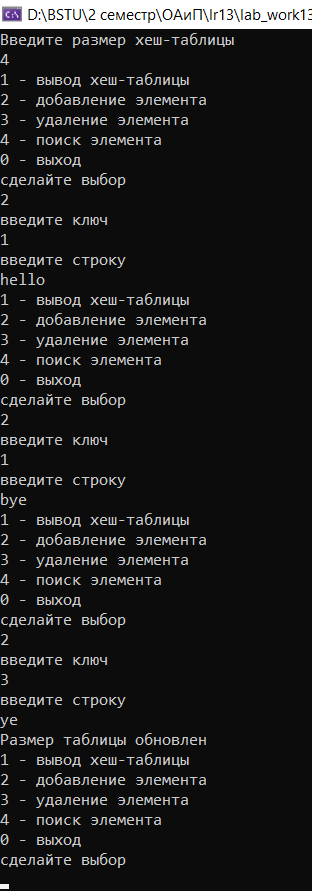 D:\BSTU\2 семестр\ОАиП\lr13\lab_work13
Введите размер хеш-таблицы
4
1 - вывод хеш-таблицы
2 - добавление элемента
3 - удаление элемента
4 - поиск элемента
0 - выход
сделайте выбор
2
введите ключ
1
введите строку
hello
1 - вывод хеш-таблицы
2 - добавление элемента
3 - удаление элемента
4 - поиск элемента
0 - выход
сделайте выбор
2
введите ключ
1
введите строку
bye
1 - вывод хеш-таблицы
2 - добавление элемента
3 - удаление элемента
4 - поиск элемента
0 - выход
сделайте выбор
2
введите ключ
3
введите строку
ye
Размер таблицы обновлен
1 - вывод хеш-таблицы
2 - добавление элемента
3 - удаление элемента
4 - поиск элемента
0 - выход
сделайте выбор